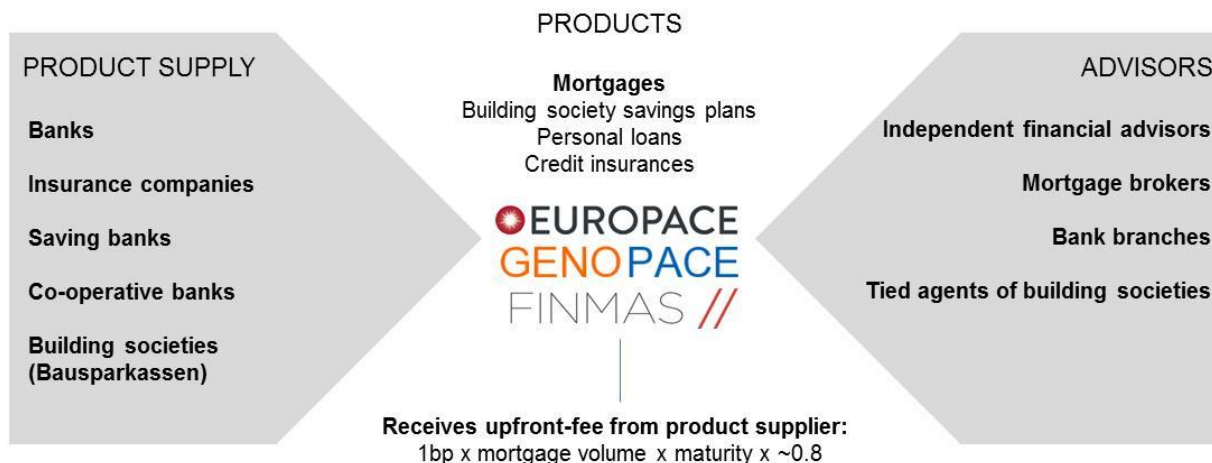 PRODUCTS
PRODUCT SUPPLY
Banks
Insurance companies
Saving banks
Co-operative banks
Building societies
(Bausparkassen)
Mortgages
Building society savings plans
Personal loans
Credit insurances
EUROPACE
GENOPACE
FINMAS //
Receives upfront-fee from product supplier:
1bp x mortgage volume x maturity x ~0.8
ADVISORS
Independent financial advisors
Mortgage brokers
Bank branches
Tied agents of building societies